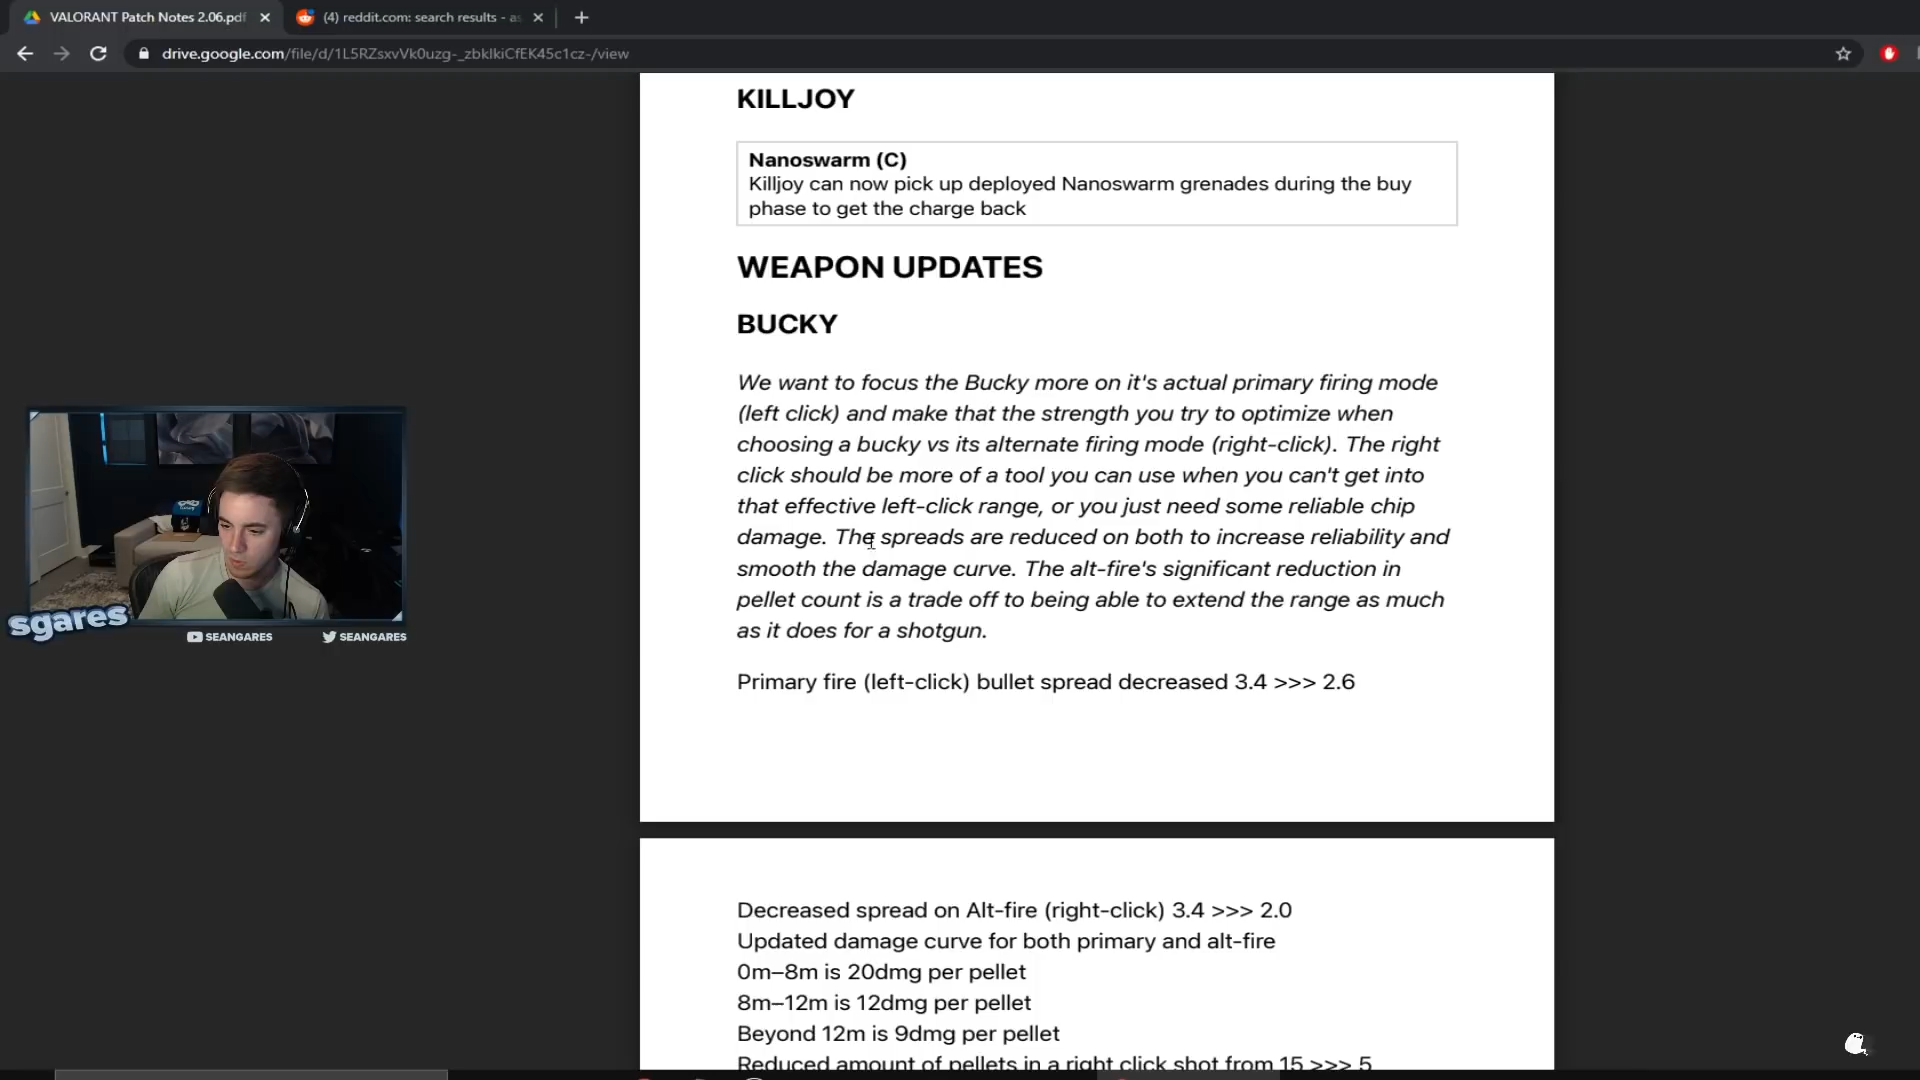 VALORANT Patch Notes 2.06.pdf
(4) reddit.com: search results - as
drive.google.com/file/d/1L5RZsxvVk0uzg-_zbklkiCfEK45c1cz-/view
KILLJOY
Nanoswarm (C)
Killjoy can now pick up deployed Nanoswarm grenades during the buy
phase to get the charge back
WEAPON UPDATES
BUCKY
We want to focus the Bucky more on it's actual primary firing mode
(left click) and make that the strength you try to optimize when
choosing a bucky vs its alternate firing mode (right-click). The right
click should be more of a tool you can use when you can't get into
that effective left-click range, or you just need some reliable chip
damage. The spreads are reduced on both to increase reliability and
smooth the damage curve. The alt-fire's significant reduction in
pellet count is a trade off to being able to extend the range as much
as it does for a shotgun.
Primary fire (left-click) bullet spread decreased 3.4 >>> 2.6
Decreased spread on Alt-fire (right-click) 3.4 >>> 2.0
Updated damage curve for both primary and alt-fire
0m–8m is 20dmg per pellet
8m–12m is 12dmg per pellet
Beyond 12m is 9dmg per pellet
Reduced amount of pellets in a right click shot from 15 >>> 5
sgares
SEANGARES
SEANGARES